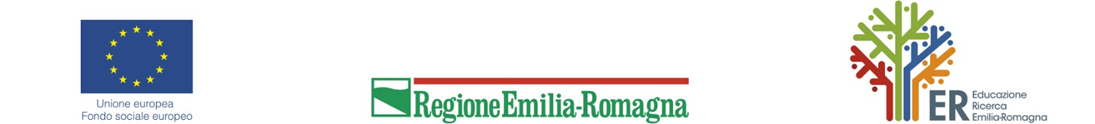 Unione europea
Fondo sociale europeo
RegioneEmilia-Romagna
ER
Educazione
Ricerca
Emilia-Romagna